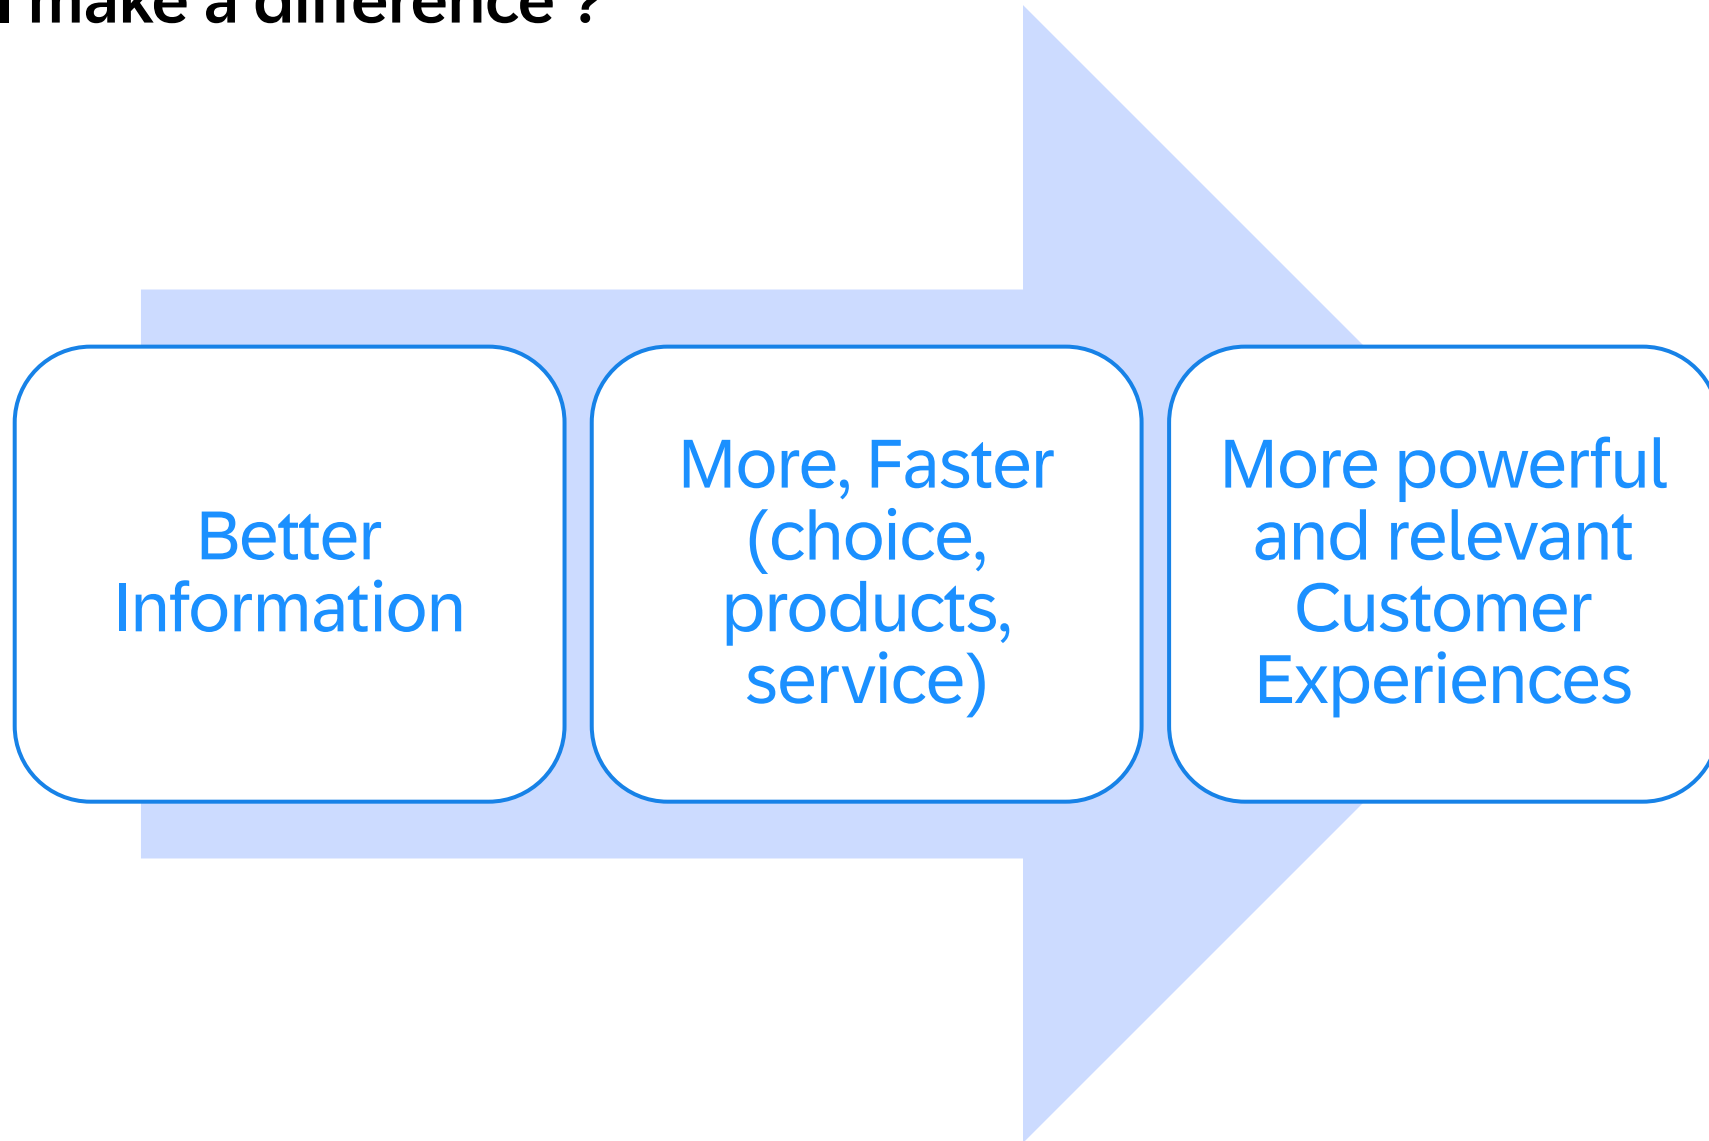 make a difference ?
Better
Information
More, Faster
(choice,
products,
service)
More powerful
and relevant
Customer
Experiences